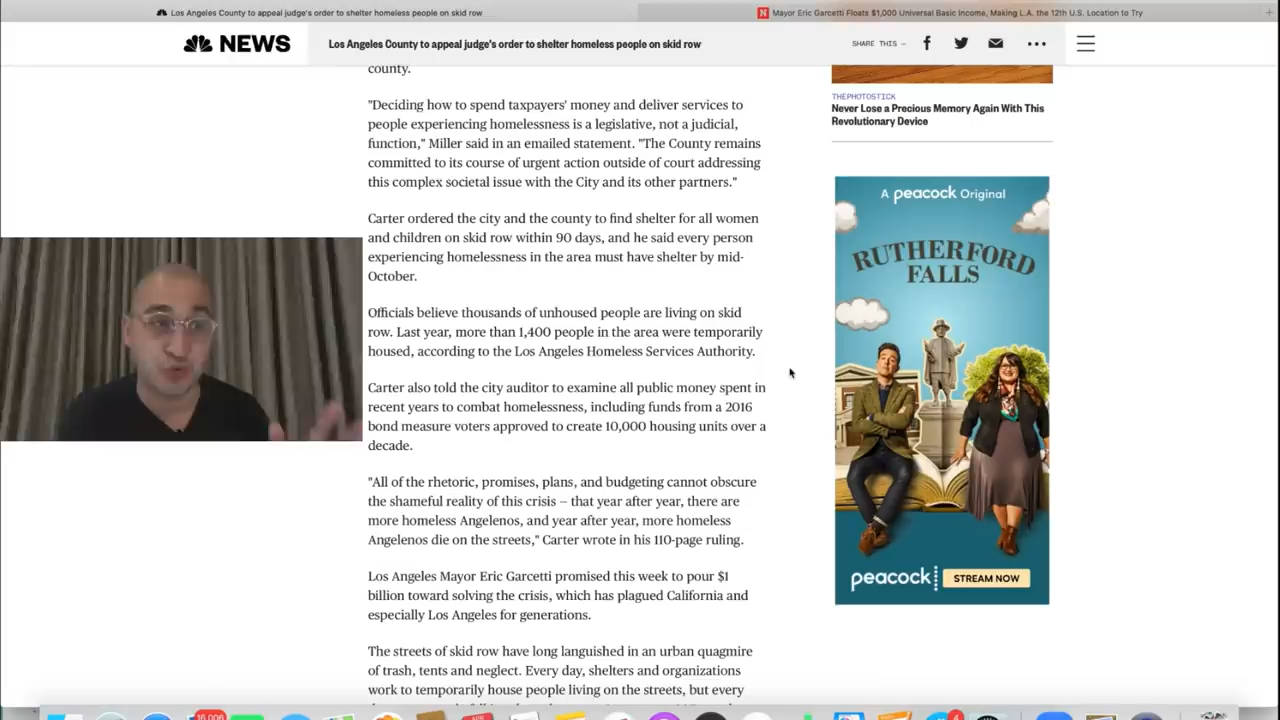 Los Angeles County to appeal judge's order to shelter homeless people on skid row
Mayor Eric Garcetti Floats $1,000 Universal Basic Income, Making L.A. the 12th U.S. Location to Try
NEWS
Los Angeles County to appeal judge's order to shelter homeless people on skid row
SHARE THIS —
county.
"Deciding how to spend taxpayers' money and deliver services to
people experiencing homelessness is a legislative, not a judicial,
function," Miller said in an emailed statement. "The County remains
committed to its course of urgent action outside of court addressing
this complex societal issue with the City and its other partners."
Carter ordered the city and the county to find shelter for all women
and children on skid row within 90 days, and he said every person
experiencing homelessness in the area must have shelter by mid-
October.
Officials believe thousands of unhoused people are living on skid
row. Last year, more than 1,400 people in the area were temporarily
housed, according to the Los Angeles Homeless Services Authority.
Carter also told the city auditor to examine all public money spent in
recent years to combat homelessness, including funds from a 2016
bond measure voters approved to create 10,000 housing units over a
decade.
"All of the rhetoric, promises, plans, and budgeting cannot obscure
the shameful reality of this crisis — that year after year, there are
more homeless Angelenos, and year after year, more homeless
Angelenos die on the streets," Carter wrote in his 110-page ruling.
Los Angeles Mayor Eric Garcetti promised this week to pour $1
billion toward solving the crisis, which has plagued California and
especially Los Angeles for generations.
The streets of skid row have long languished in an urban quagmire
of trash, tents and neglect. Every day, shelters and organizations
work to temporarily house people living on the streets, but every
THEPHOTOSTICK
Never Lose a Precious Memory Again With This
Revolutionary Device
A peacock Original
RUTHERFORD
FALLS
peacock
STREAM NOW
16,006